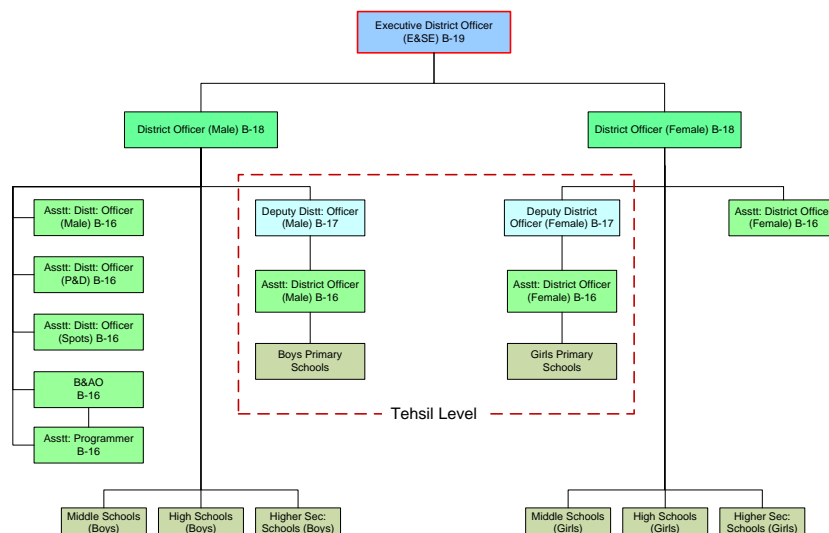 Executive District Officer
(E&SE) B-19
District Officer (Male) B-18
District Officer (Female) B-18
Asstt: Distt: Officer
(Male) B-16
Deputy Distt: Officer
(Male) B-17
Deputy District
Officer (Female) B-17
Asstt: District Office
(Female) B-16
Asstt: Distt: Officer
(P&D) B-16
Asstt: District Officer
(Male) B-16
Asstt: District Officer
(Female) B-16
Asstt: Distt: Officer
(Spots) B-16
Boys Primary
Schools
Girls Primary
Schools
B&AO
B-16
Tehsil Level
Asstt: Programmer
B-16
Middle Schools
(Boys)
High Schools
(Boys)
Higher Sec:
Schools (Boys)
Middle Schools
(Girls)
High Schools
(Girls)
Higher Sec:
Schools (Girls)